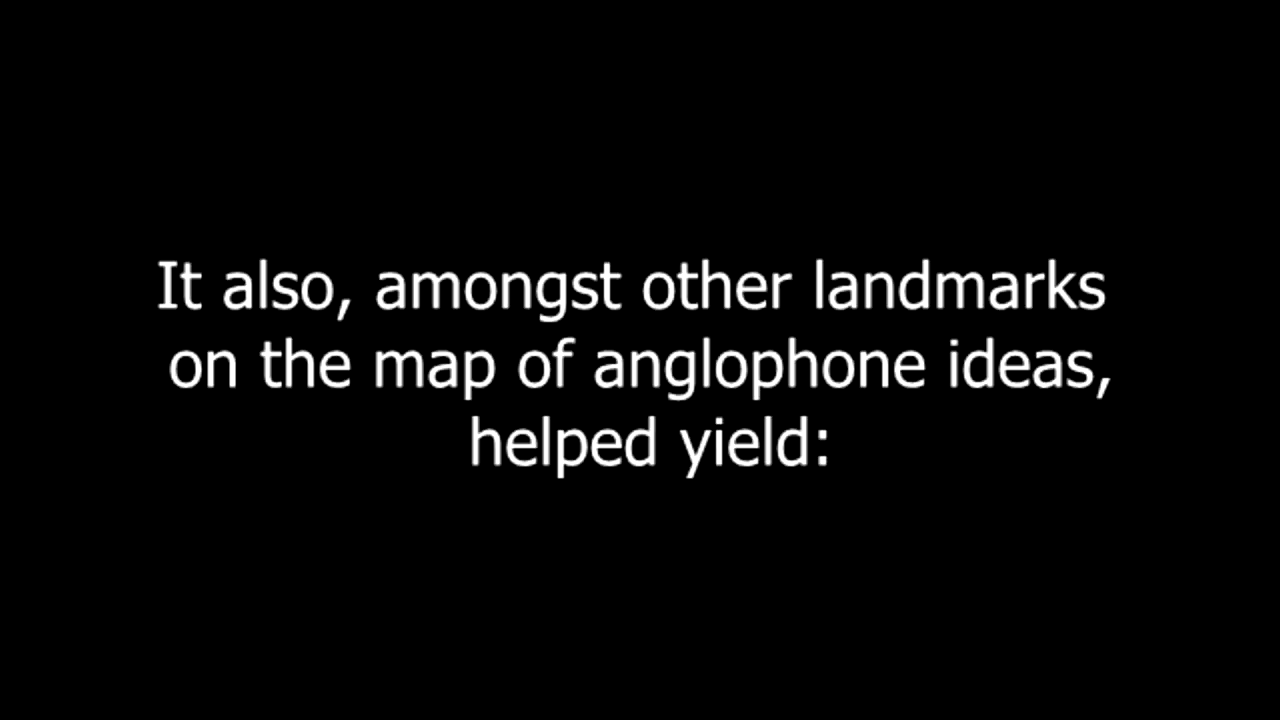 It also, amongst other landmarks
on the map of anglophone ideas,
helped yield: